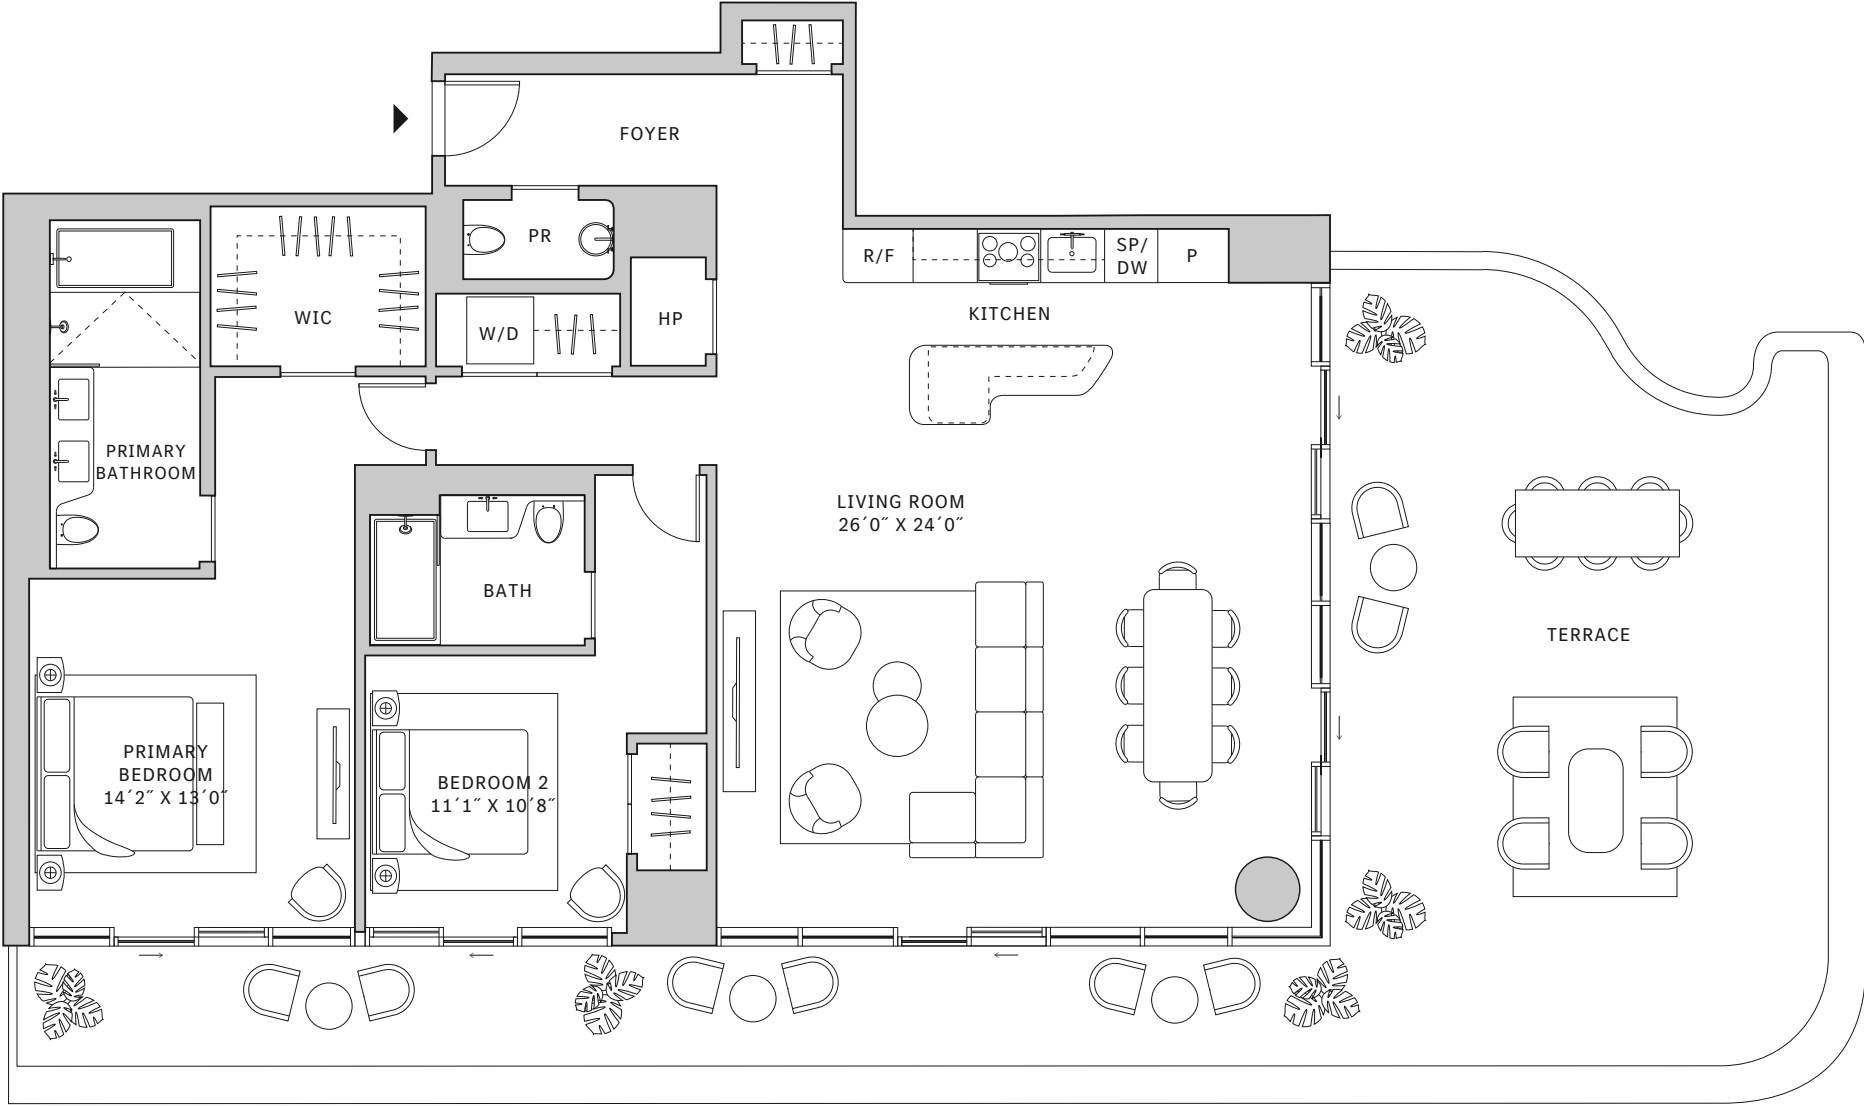 FOYER
PR
R/F
SP/
DW
P
WIC
W/D
HP
KITCHEN
PRIMARY
BATHROOM
LIVING ROOM
26´0˝ X 24´0˝
BATH
TERRACE
PRIMARY
BEDROOM
14´2˝ X 13´0˝
BEDROOM 2
11´1˝ X 10´8˝